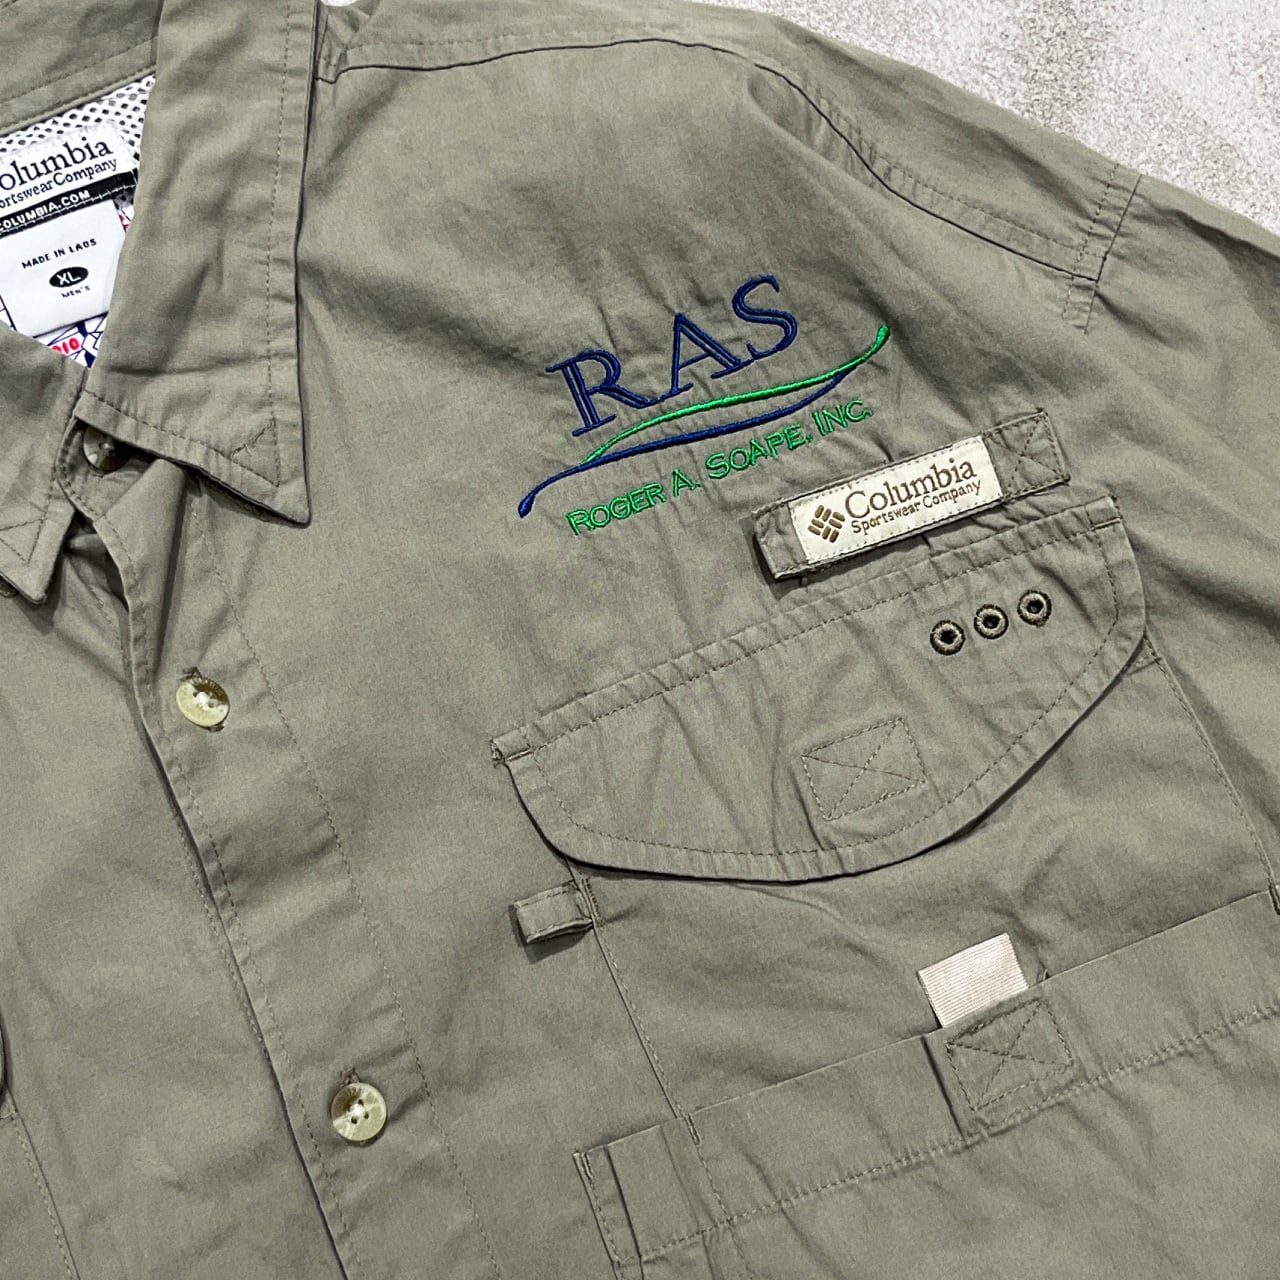 Columbia
Sportswear Company
COLUMBIA.COM
MADE IN LAOS
XL
MEN'S
RAS
ROGER A. SOAPE, INC.
Columbia
Sportswear Company